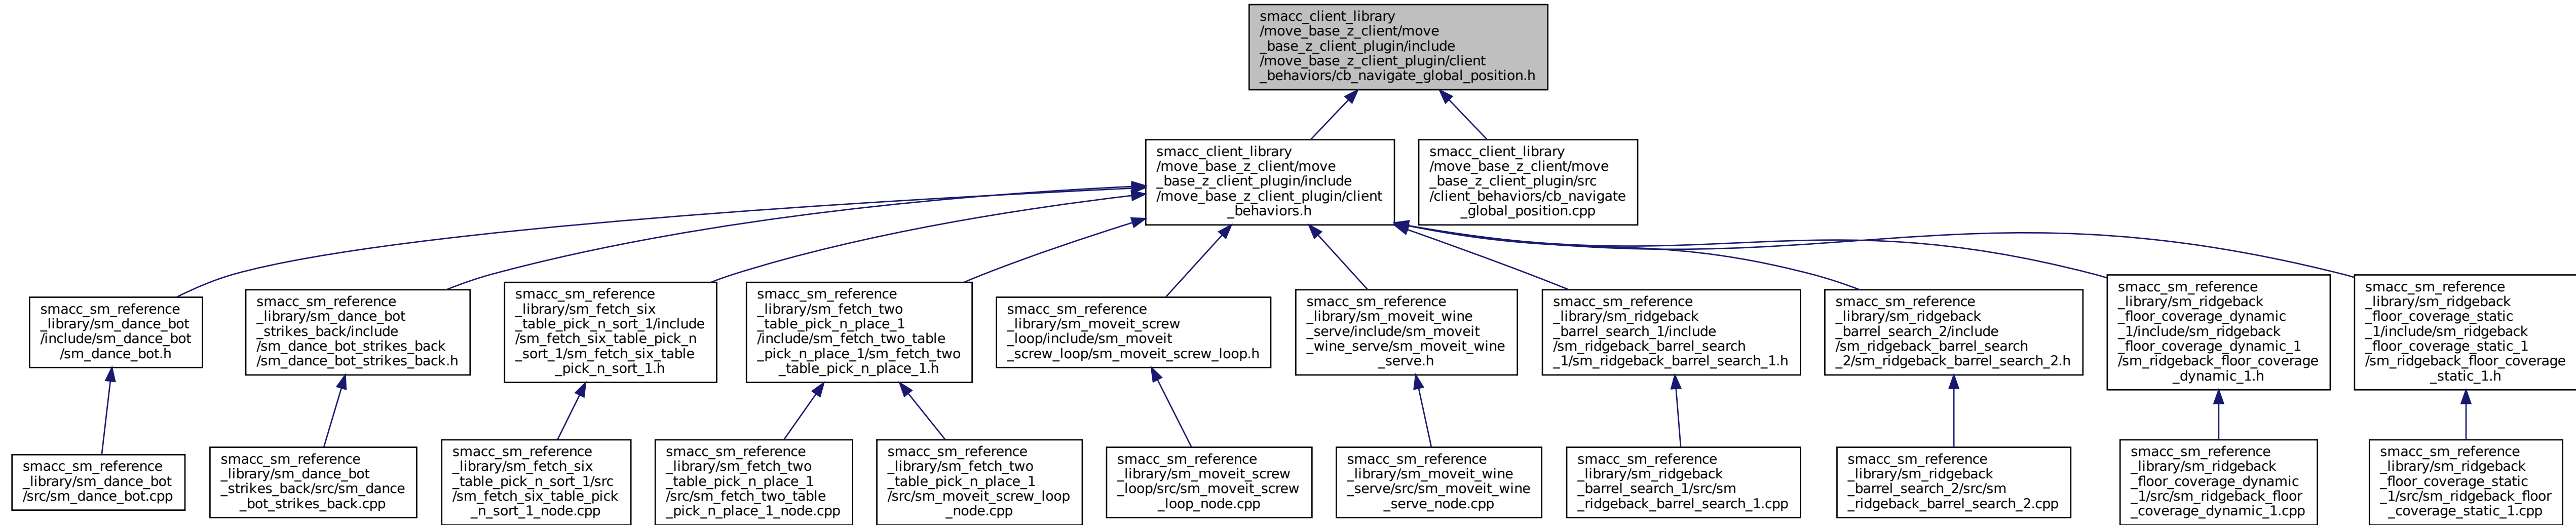 smacc_client_library
/move_base_z_client/move
_base_z_client_plugin/include
/move_base_z_client_plugin/client
_behaviors/cb_navigate_global_position.h
smacc_client_library
/move_base_z_client/move
_base_z_client_plugin/include
/move_base_z_client_plugin/client
_behaviors.h
smacc_client_library
/move_base_z_client/move
_base_z_client_plugin/src
/client_behaviors/cb_navigate
_global_position.cpp
smacc_sm_reference
_library/sm_dance_bot
/include/sm_dance_bot
/sm_dance_bot.h
smacc_sm_reference
_library/sm_dance_bot
_strikes_back/include
/sm_dance_bot_strikes_back
/sm_dance_bot_strikes_back.h
smacc_sm_reference
_library/sm_fetch_six
_table_pick_n_sort_1/include
/sm_fetch_six_table_pick_n
_sort_1/sm_fetch_six_table
_pick_n_sort_1.h
smacc_sm_reference
_library/sm_fetch_two
_table_pick_n_place_1
/include/sm_fetch_two_table
_pick_n_place_1/sm_fetch_two
_table_pick_n_place_1.h
smacc_sm_reference
_library/sm_moveit_screw
_loop/include/sm_moveit
_screw_loop/sm_moveit_screw_loop.h
smacc_sm_reference
_library/sm_moveit_wine
_serve/include/sm_moveit
_wine_serve/sm_moveit_wine
_serve.h
smacc_sm_reference
_library/sm_ridgeback
_barrel_search_1/include
/sm_ridgeback_barrel_search
_1/sm_ridgeback_barrel_search_1.h
smacc_sm_reference
_library/sm_ridgeback
_barrel_search_2/include
/sm_ridgeback_barrel_search
_2/sm_ridgeback_barrel_search_2.h
smacc_sm_reference
_library/sm_ridgeback
_floor_coverage_dynamic
_1/include/sm_ridgeback
_floor_coverage_dynamic_1
/sm_ridgeback_floor_coverage
_dynamic_1.h
smacc_sm_reference
_library/sm_ridgeback
_floor_coverage_static
_1/include/sm_ridgeback
_floor_coverage_static_1
/sm_ridgeback_floor_coverage
_static_1.h
smacc_sm_reference
_library/sm_dance_bot
/src/sm_dance_bot.cpp
smacc_sm_reference
_library/sm_dance_bot
_strikes_back/src/sm_dance
_bot_strikes_back.cpp
smacc_sm_reference
_library/sm_fetch_six
_table_pick_n_sort_1/src
/sm_fetch_six_table_pick
_n_sort_1_node.cpp
smacc_sm_reference
_library/sm_fetch_two
_table_pick_n_place_1
/src/sm_fetch_two_table
_pick_n_place_1_node.cpp
smacc_sm_reference
_library/sm_fetch_two
_table_pick_n_place_1
/src/sm_moveit_screw_loop
_node.cpp
smacc_sm_reference
_library/sm_moveit_screw
_loop/src/sm_moveit_screw
_loop_node.cpp
smacc_sm_reference
_library/sm_moveit_wine
_serve/src/sm_moveit_wine
_serve_node.cpp
smacc_sm_reference
_library/sm_ridgeback
_barrel_search_1/src/sm
_ridgeback_barrel_search_1.cpp
smacc_sm_reference
_library/sm_ridgeback
_barrel_search_2/src/sm
_ridgeback_barrel_search_2.cpp
smacc_sm_reference
_library/sm_ridgeback
_floor_coverage_dynamic
_1/src/sm_ridgeback_floor
_coverage_dynamic_1.cpp
smacc_sm_reference
_library/sm_ridgeback
_floor_coverage_static
_1/src/sm_ridgeback_floor
_coverage_static_1.cpp